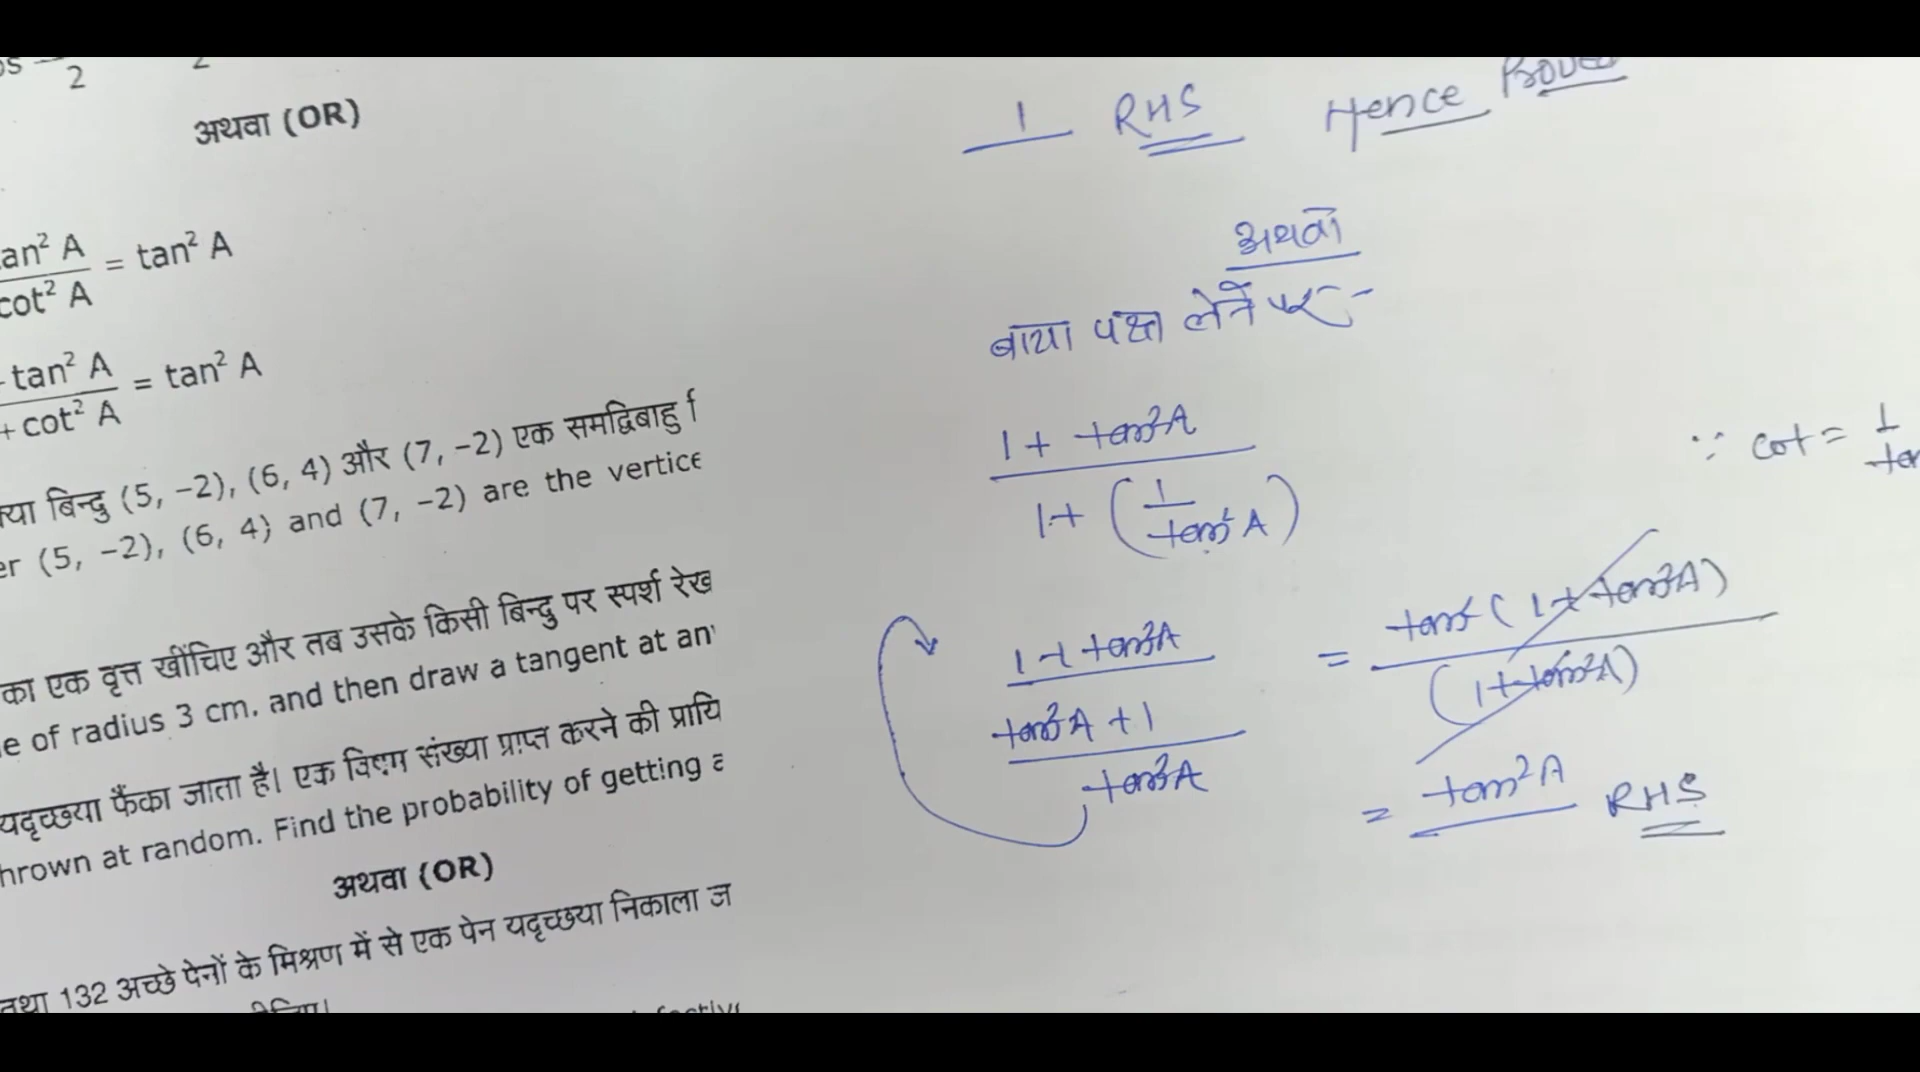 2
अथवा (OR)
an² A
= tan² A
cot² A
tan² A
= tan² A
+ cot² A
बिन्दु (5, −2), (6, 4) और (7, −2) एक समद्विबाहु
(5, −2), (6, 4) and (7, −2) are the vertice
का एक वृत्त खींचिए और तब उसके किसी बिन्दु पर स्पर्श रेख
e of radius 3 cm. and then draw a tangent at an
यदृच्छया फैंका जाता है। एक विषम संख्या प्राप्त करने की प्रायि
hrown at random. Find the probability of getting a
अथवा (OR)
तथा 132 अच्छे पेनों के मिश्रण में से एक पेन यदृच्छया निकाला ज
1 RHS Hence Proved
अथवा
बाया पक्ष लेने पर :-
1 + tan²A
1 + (1
tan²A)
∵ cot = 1
tan
1 + tan²A
tan²A + 1
tan²A
= tan² (1 + tan²A)
(1 + tan²A)
= tan²A RHS